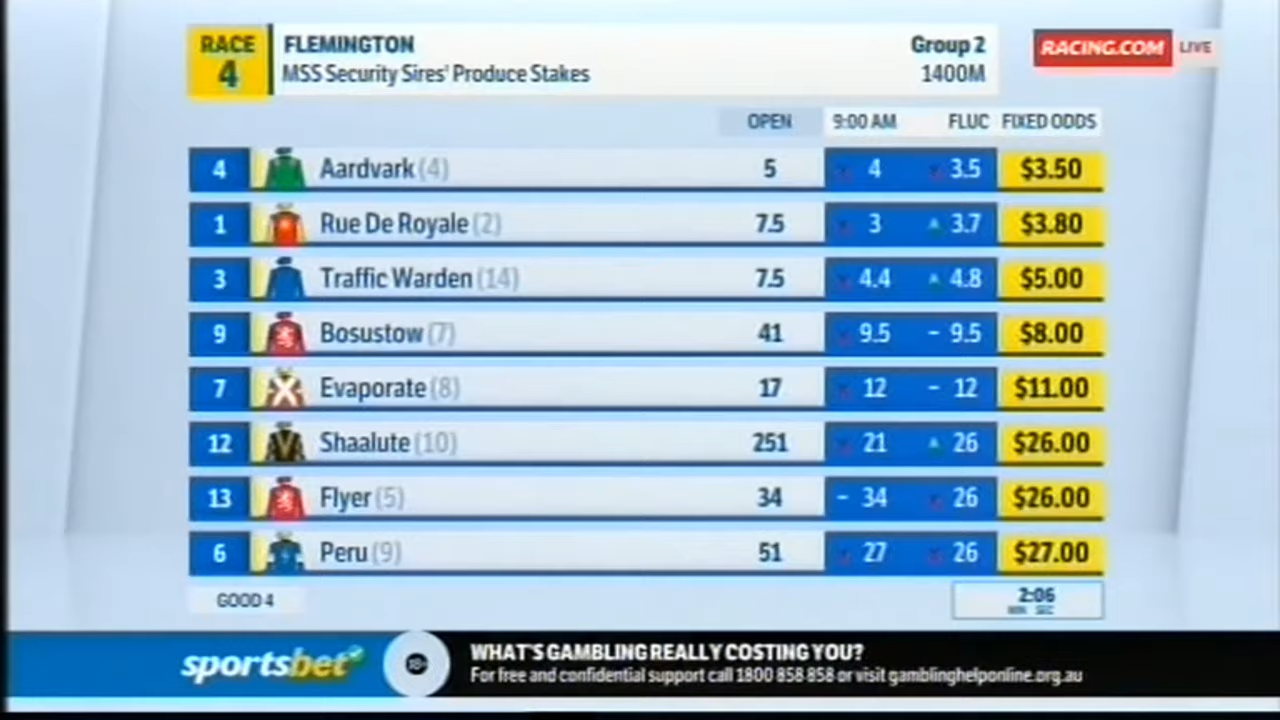 RACE FLEMINGTON Group 2 RACING.COM LIVE
4 MSS Security Sires' Produce Stakes 1400M
OPEN 9:00 AM FLUC FIXED ODDS
4 Aardvark (4) 5 4 3.5 $3.50
1 Rue De Royale (2) 7.5 3 3.7 $3.80
3 Traffic Warden (14) 7.5 4.4 4.8 $5.00
9 Bosustow (7) 41 9.5 - 9.5 $8.00
7 Evaporate (8) 17 12 - 12 $11.00
12 Shaalute (10) 251 21 26 $26.00
13 Flyer (5) 34 - 34 26 $26.00
6 Peru (9) 51 27 26 $27.00
GOOD 4 2:06
MIN SEC
sportsbet 18+ WHAT'S GAMBLING REALLY COSTING YOU?
For free and confidential support call 1800 858 858 or visit gamblinghelponline.org.au